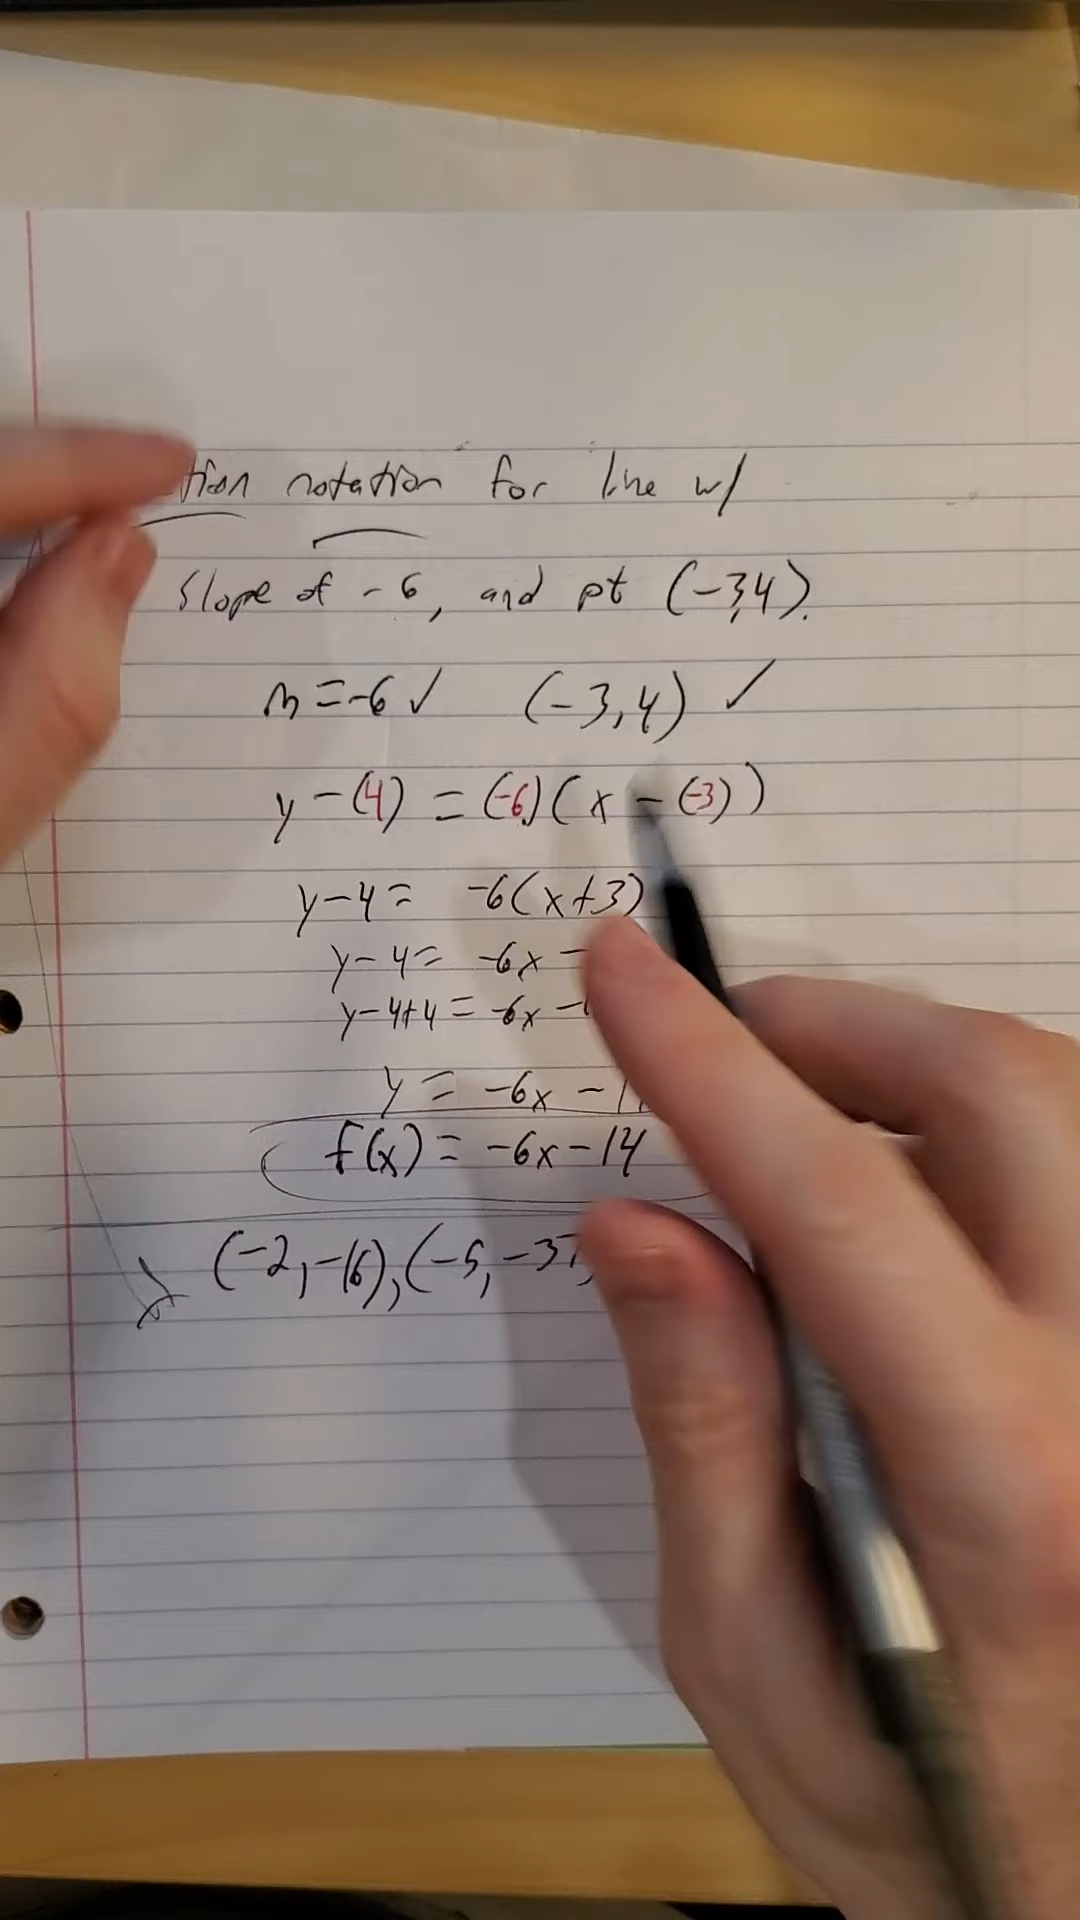 notation for line w/
Slope of -6, and pt (-3,4).
m=-6 ✓ (-3,4) ✓
y-(4) = (-6)(x-(-3))
y-4= -6(x+3)
y-4= -6x -
y-4+4 = -6x -
y = -6x -
f(x) = -6x-14
(-2,-16),(-5,-37